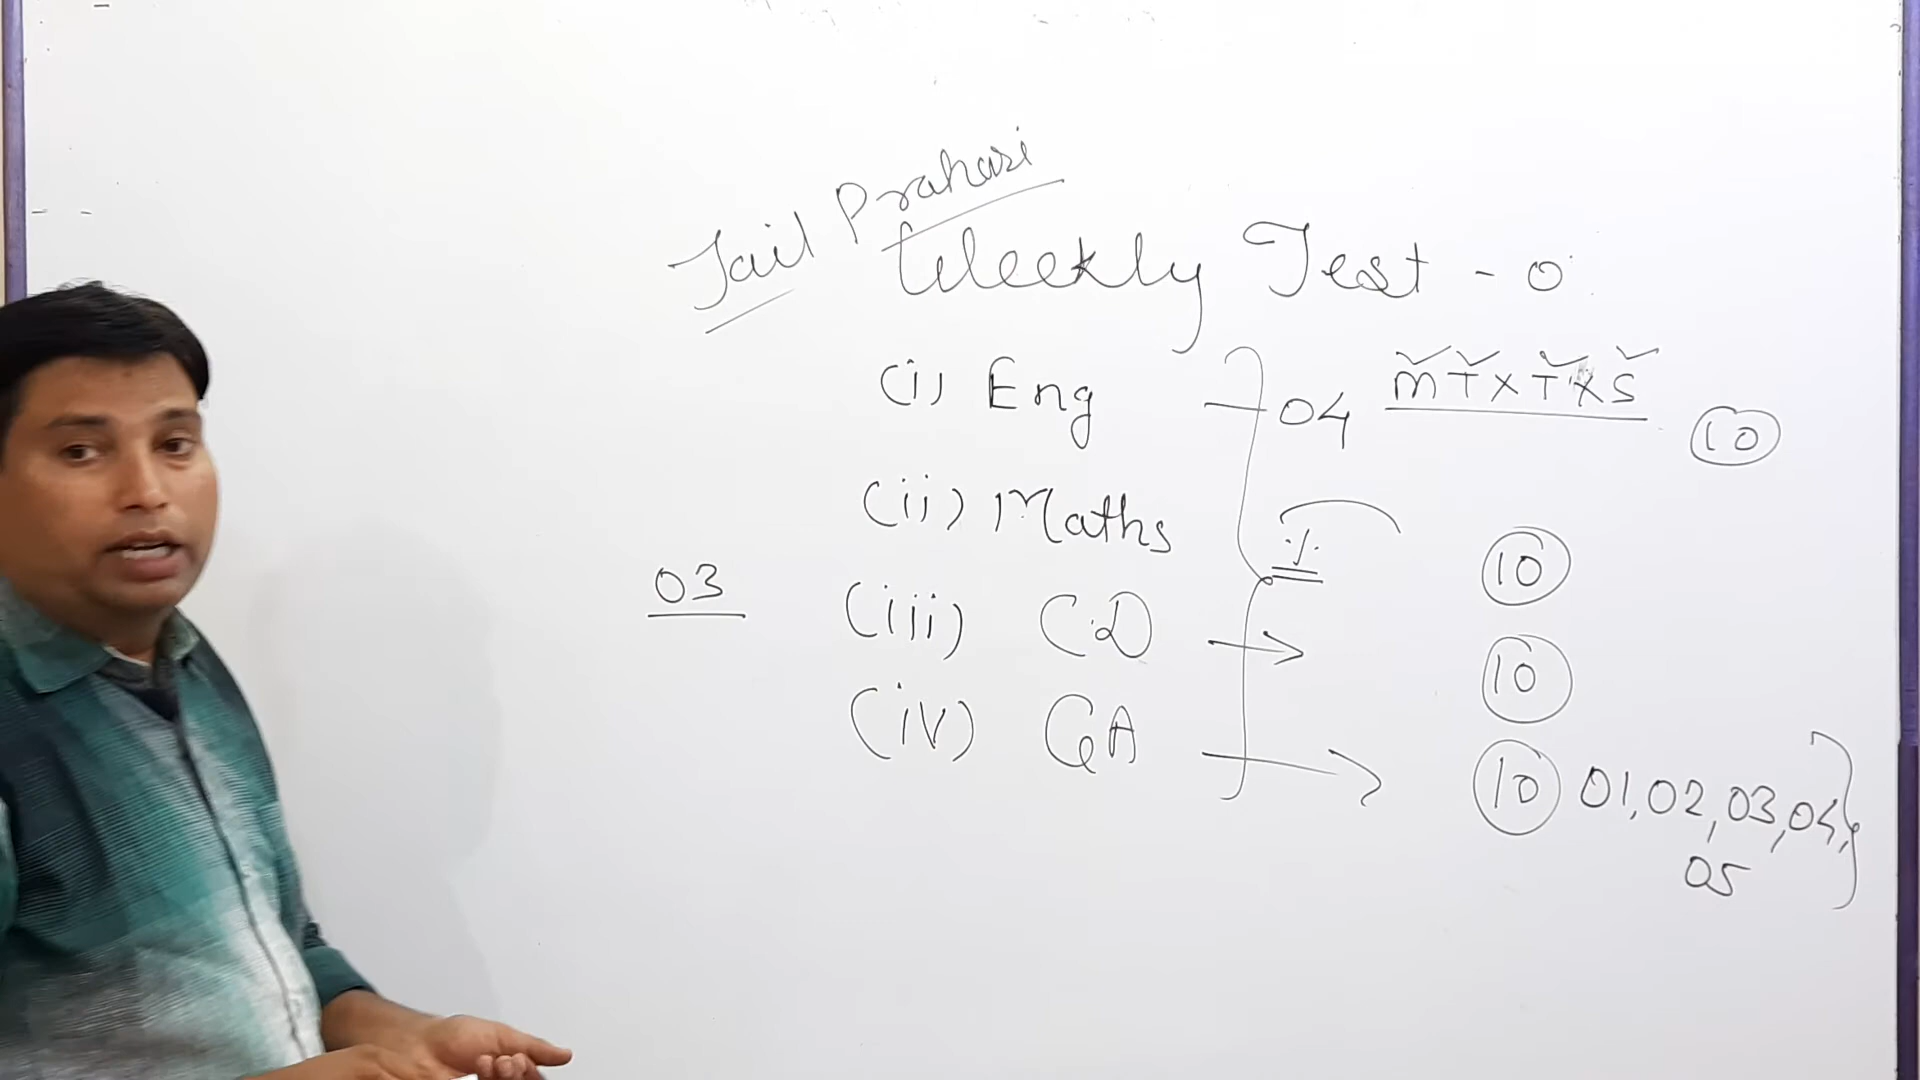 Jail Prahari
Weekly Test - 0
(i) Eng - 04 M T X T X S 10
(ii) Maths % 10
03 (iii) CD → 10
(iv) GA → 10 01, 02, 03, 04,
05